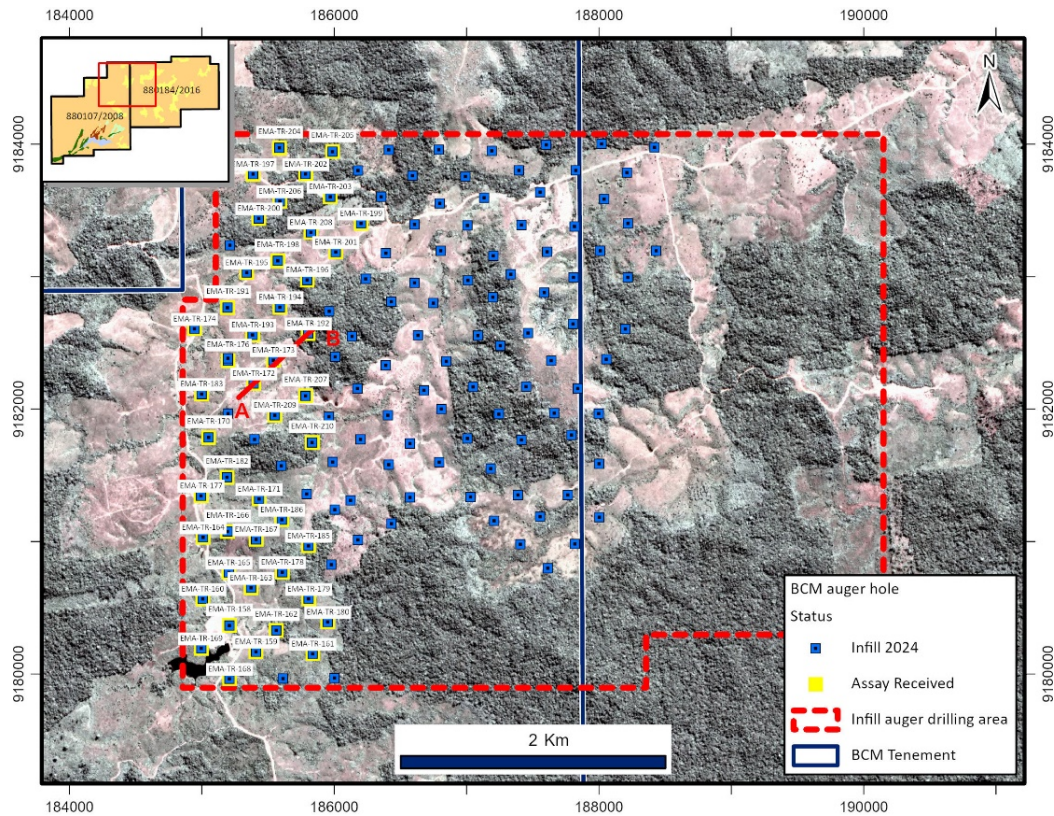 184000
186000
188000
190000
9184000
9182000
9180000
9184000
9182000
9180000
880184/2016
880107/2008
N
EMA-TR-204
EMA-TR-205
MA-TR-197
EMA-TR-202
EMA-TR-206
EMA-TR-203
EMA-TR-200
EMA-TR-199
EMA-TR-208
EMA-TR-198
EMA-TR-201
EMA-TR-195
EMA-TR-196
EMA-TR-191
EMA-TR-194
EMA-TR-174
EMA-TR-192
EMA-TR-193
EMA-TR-176
EMA-TR-173
B
EMA-TR-172
EMA-TR-183
EMA-TR-207
A
EMA-TR-209
EMA-TR-170
EMA-TR-210
EMA-TR-182
EMA-TR-177
EMA-TR-171
EMA-TR-166
EMA-TR-186
EMA-TR-164
EMA-TR-167
EMA-TR-185
EMA-TR-165
EMA-TR-178
EMA-TR-163
EMA-TR-160
EMA-TR-179
EMA-TR-158
EMA-TR-162
EMA-TR-180
EMA-TR-169
EMA-TR-159
EMA-TR-161
EMA-TR-168
2 Km
BCM auger hole
Status
Infill 2024
Assay Received
Infill auger drilling area
BCM Tenement
184000
186000
188000
190000